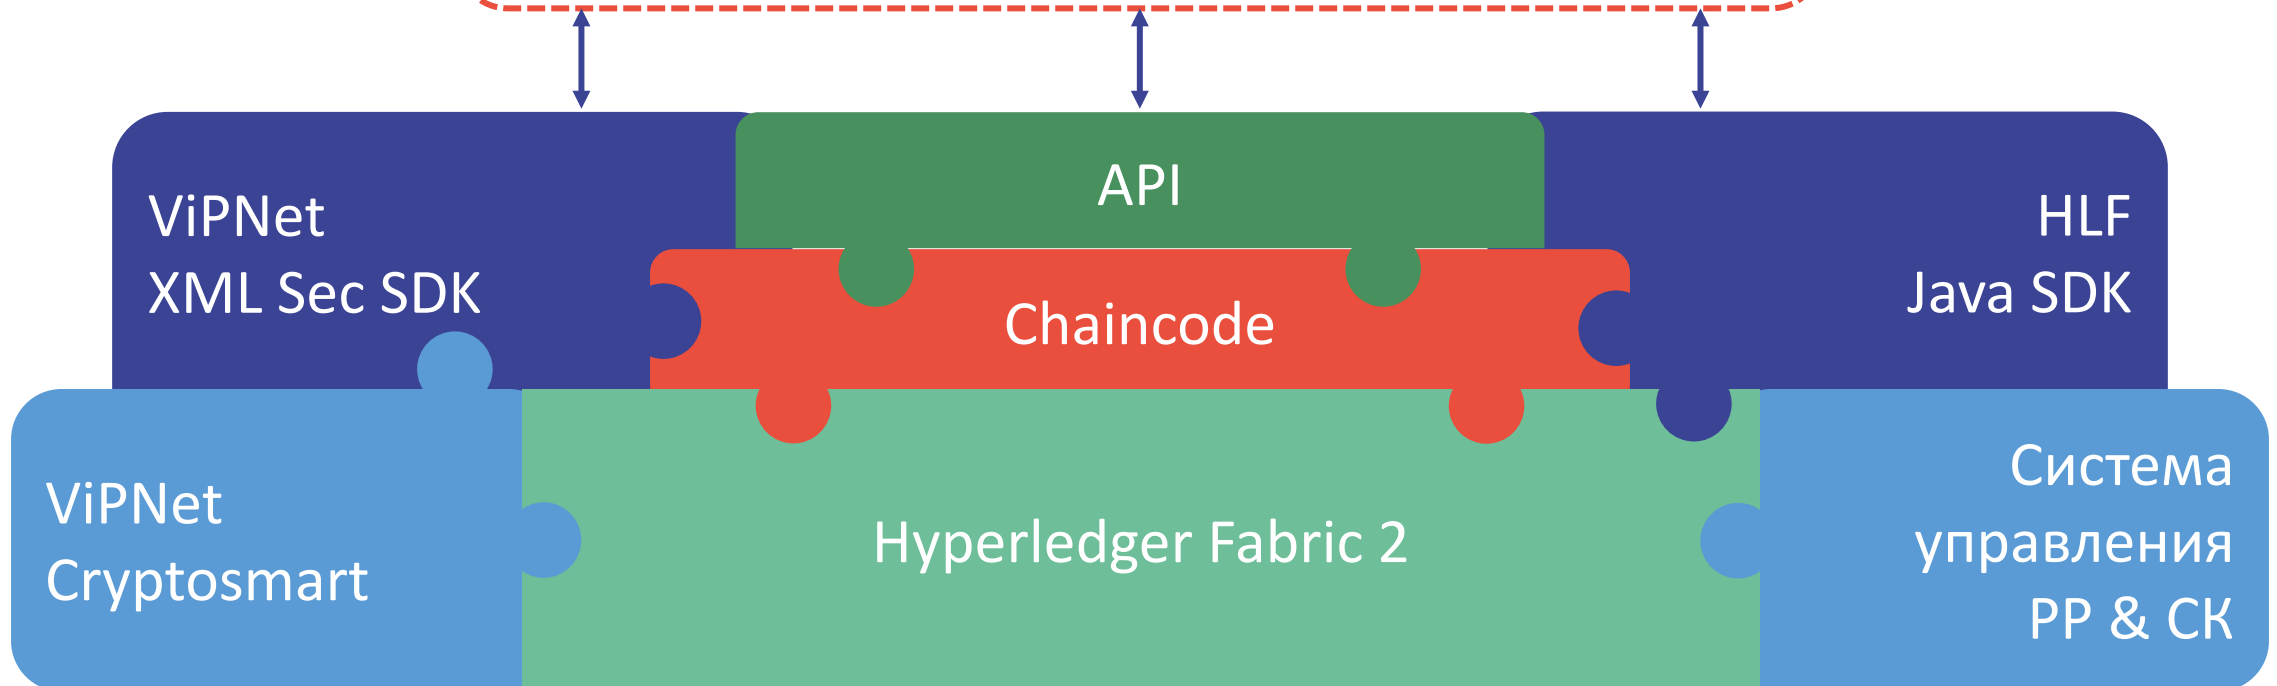 API
ViPNet
XML Sec SDK
HLF
Java SDK
Chaincode
ViPNet
Cryptosmart
Hyperledger Fabric 2
Система
управления
РР & СК